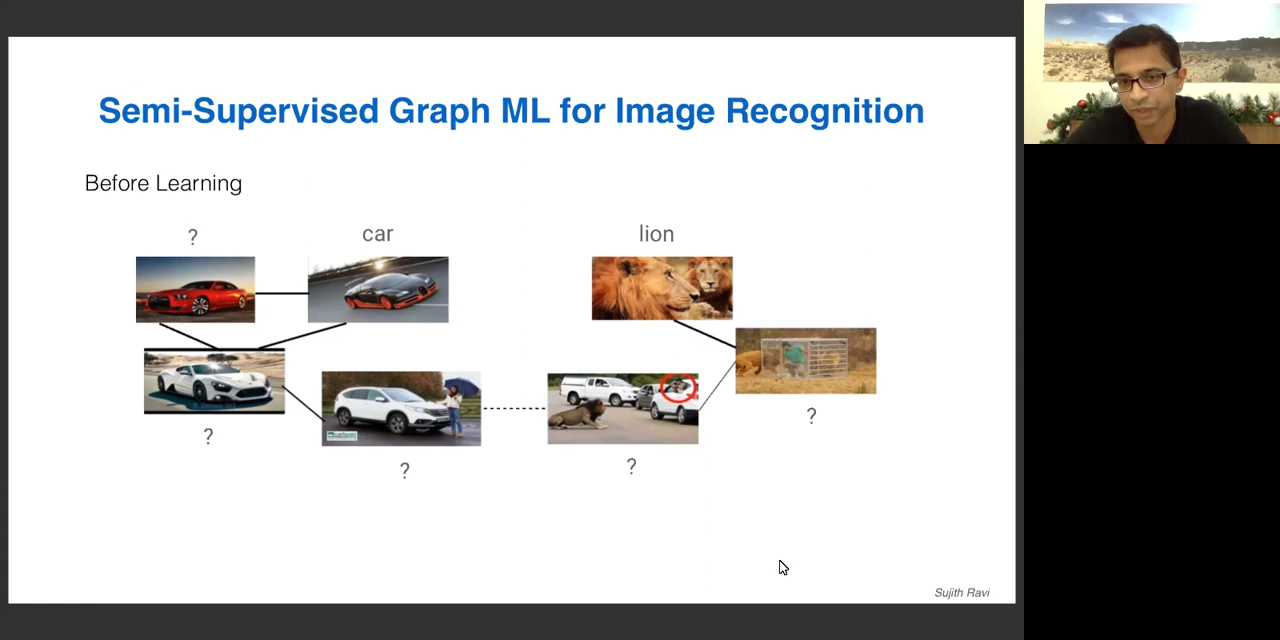 Semi-Supervised Graph ML for Image Recognition
Before Learning
?
car
lion
?
?
?
?
Sujith Ravi